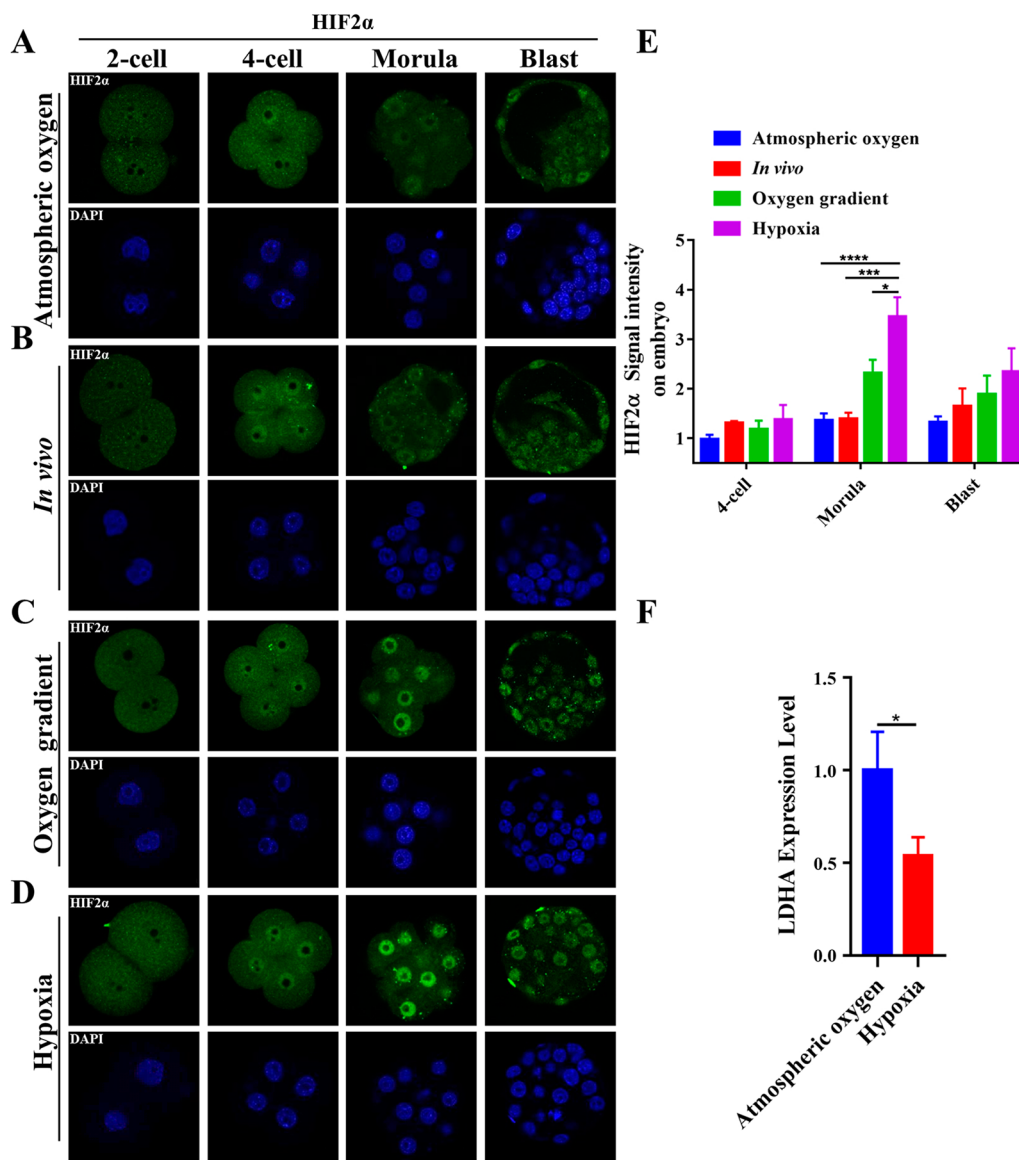 HIF2α
A
2-cell
4-cell
Morula
Blast
Atmospheric oxygen
HIF2α
DAPI
B
In vivo
HIF2α
DAPI
C
Oxygen gradient
HIF2α
DAPI
D
Hypoxia
HIF2α
DAPI
E
Atmospheric oxygen
In vivo
Oxygen gradient
Hypoxia
HIF2α Signal intensity
on embryo
5
4
3
2
1
****
***
*
4-cell
Morula
Blast
F
LDHA Expression Level
1.5
1.0
0.5
0.0
*
Atmospheric oxygen
Hypoxia